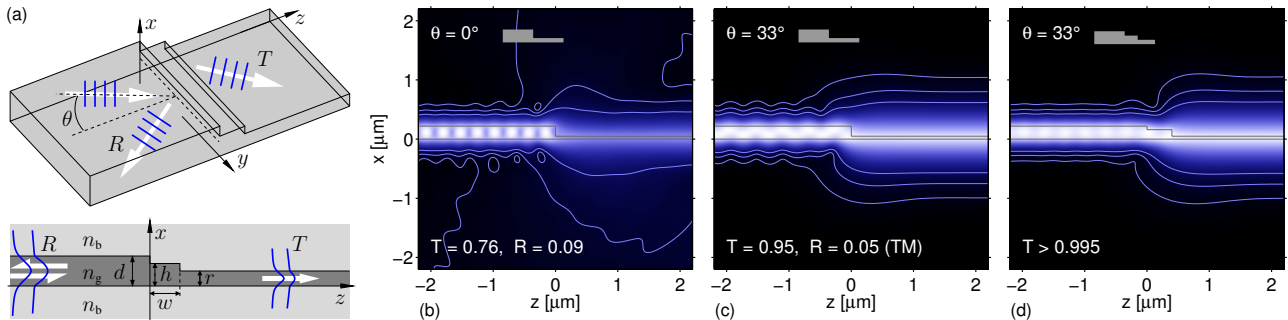 (a)
x
z
T
θ
R
y
x
R
n_b
T
n_g
d
h
r
w
z
n_b
x [μm]
2
1
0
−1
−2
θ = 0°
T = 0.76, R = 0.09
−2 −1 0 1 2
(b) z [μm]
θ = 33°
T = 0.95, R = 0.05 (TM)
−2 −1 0 1 2
(c) z [μm]
θ = 33°
T > 0.995
−2 −1 0 1 2
(d) z [μm]